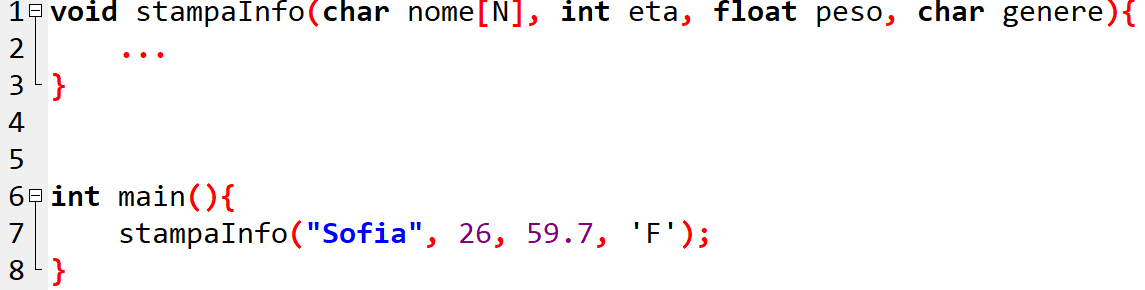 1 void stampaInfo(char nome[N], int eta, float peso, char genere){
2 ...
3 }
4
5
6 int main(){
7 stampaInfo("Sofia", 26, 59.7, 'F');
8 }